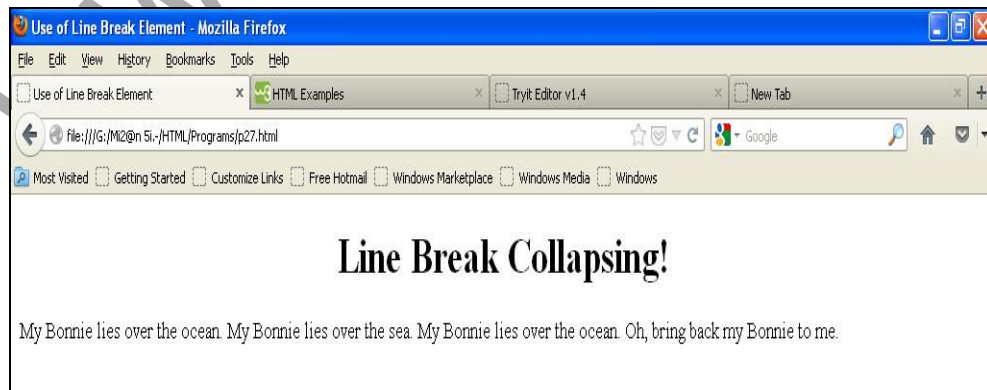 Use of Line Break Element - Mozilla Firefox
File Edit View History Bookmarks Tools Help
Use of Line Break Element HTML Examples Tryit Editor v1.4 New Tab
file:///G:/Mi2@n 5i.-/HTML/Programs/p27.html Google
Most Visited Getting Started Customize Links Free Hotmail Windows Marketplace Windows Media Windows
Line Break Collapsing!
My Bonnie lies over the ocean. My Bonnie lies over the sea. My Bonnie lies over the ocean. Oh, bring back my Bonnie to me.